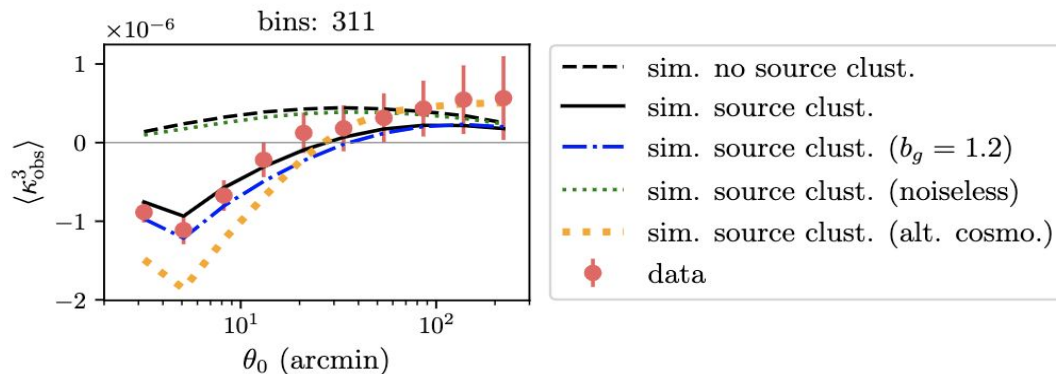 ×10⁻⁶
bins: 311
1
0
−1
−2
⟨κ³obs⟩
10¹
10²
θ₀ (arcmin)
sim. no source clust.
sim. source clust.
sim. source clust. (b_g = 1.2)
sim. source clust. (noiseless)
sim. source clust. (alt. cosmo.)
data